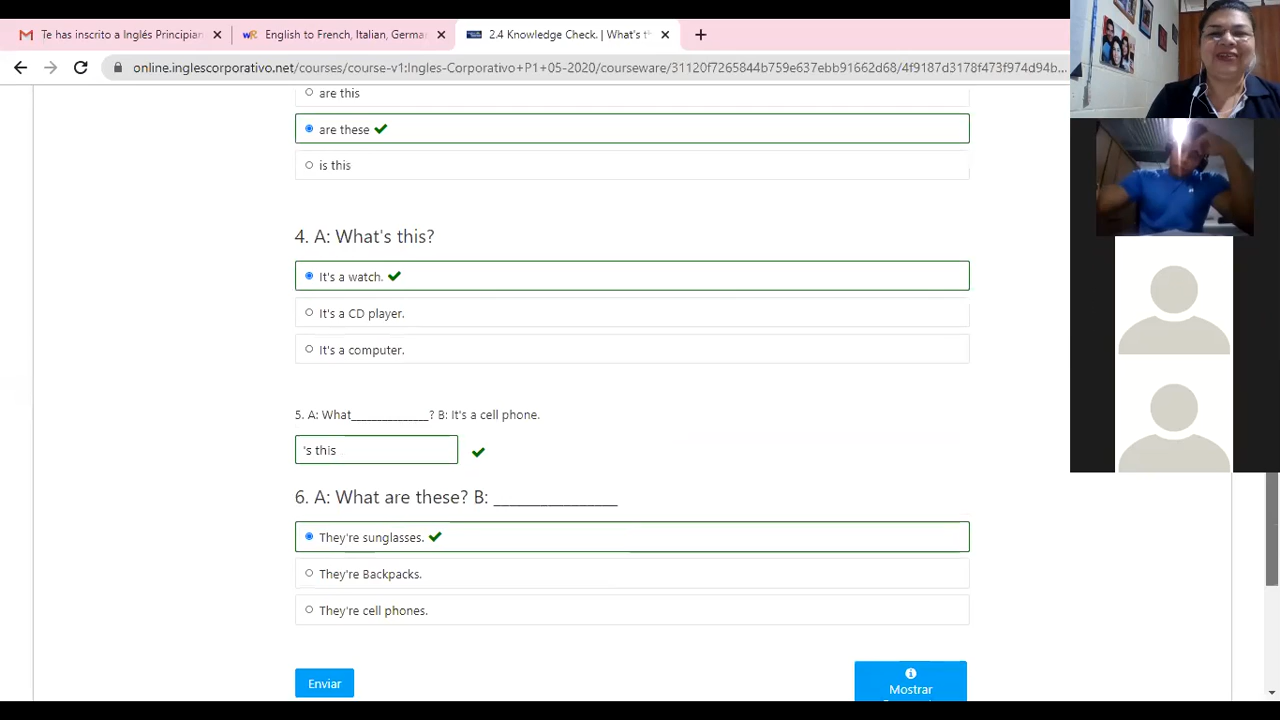 Te has inscrito a Inglés Principian
English to French, Italian, Germa
2.4 Knowledge Check. | What's t
online.inglescorporativo.net/courses/course-v1:Ingles-Corporativo+P1+05-2020/courseware/31120f7265844b759e637ebb91662d68/4f9187d3178f473f974d94b...
are this
are these
is this
4. A: What's this?
It's a watch.
It's a CD player.
It's a computer.
5. A: What______________? B: It's a cell phone.
's this
6. A: What are these? B: ________________
They're sunglasses.
They're Backpacks.
They're cell phones.
Enviar
Mostrar